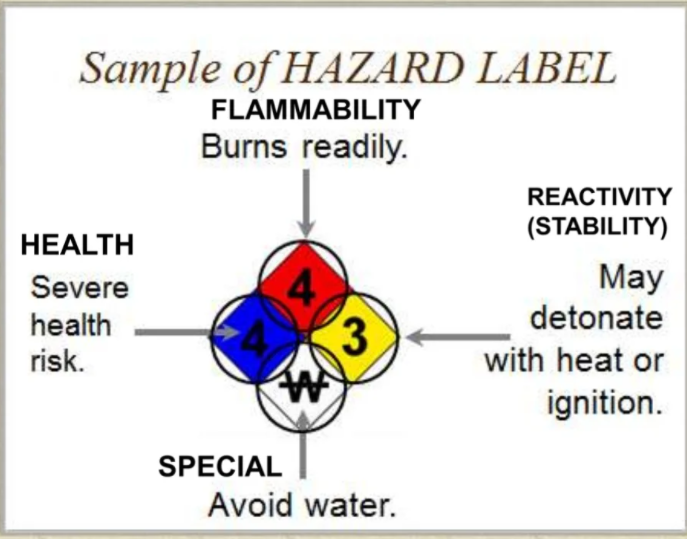 Sample of HAZARD LABEL
FLAMMABILITY
Burns readily.
REACTIVITY
(STABILITY)
HEALTH
Severe
health
risk.
May
detonate
with heat or
ignition.
4
4
3
W
SPECIAL
Avoid water.